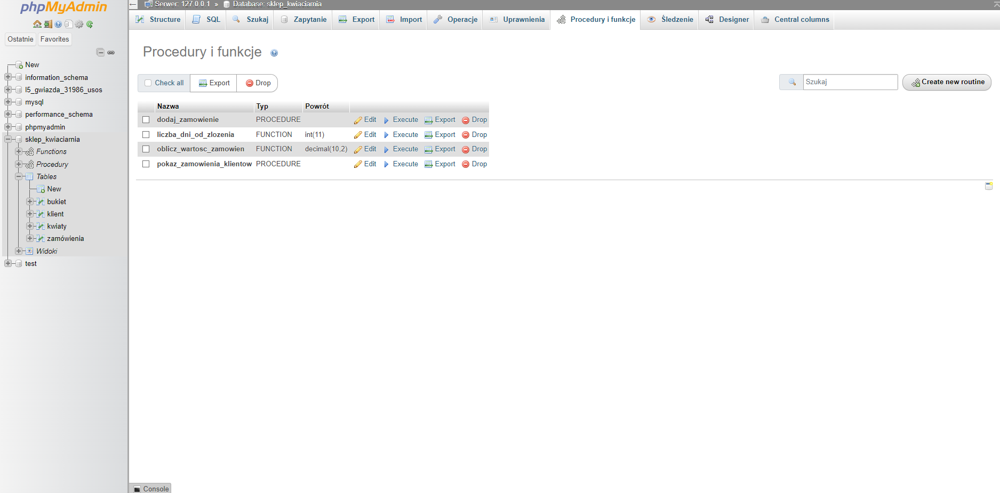 phpMyAdmin
Ostatnie Favorites
New
information_schema
l5_gwiazda_31986_usos
mysql
performance_schema
phpmyadmin
sklep_kwiaciarnia
Functions
Procedury
Tables
New
bukiet
klient
kwiaty
zamówienia
Widoki
test
Serwer: 127.0.0.1 » Database: sklep_kwiaciarnia
Structure SQL Szukaj Zapytanie Export Import Operacje Uprawnienia Procedury i funkcje Śledzenie Designer Central columns
Procedury i funkcje
Check all Export Drop Szukaj Create new routine
Nazwa Typ Powrót
dodaj_zamowienie PROCEDURE Edit Execute Export Drop
liczba_dni_od_zlozenia FUNCTION int(11) Edit Execute Export Drop
oblicz_wartosc_zamowien FUNCTION decimal(10,2) Edit Execute Export Drop
pokaz_zamowienia_klientow PROCEDURE Edit Execute Export Drop
Console